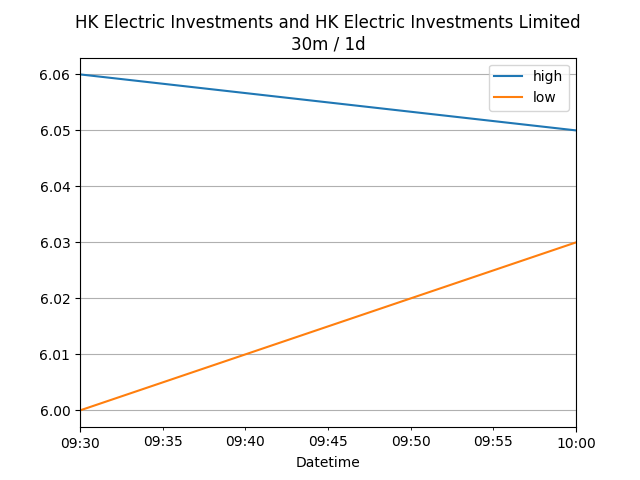 HK Electric Investments and HK Electric Investments Limited
30m / 1d
high
low
6.06
6.05
6.04
6.03
6.02
6.01
6.00
09:30 09:35 09:40 09:45 09:50 09:55 10:00
Datetime